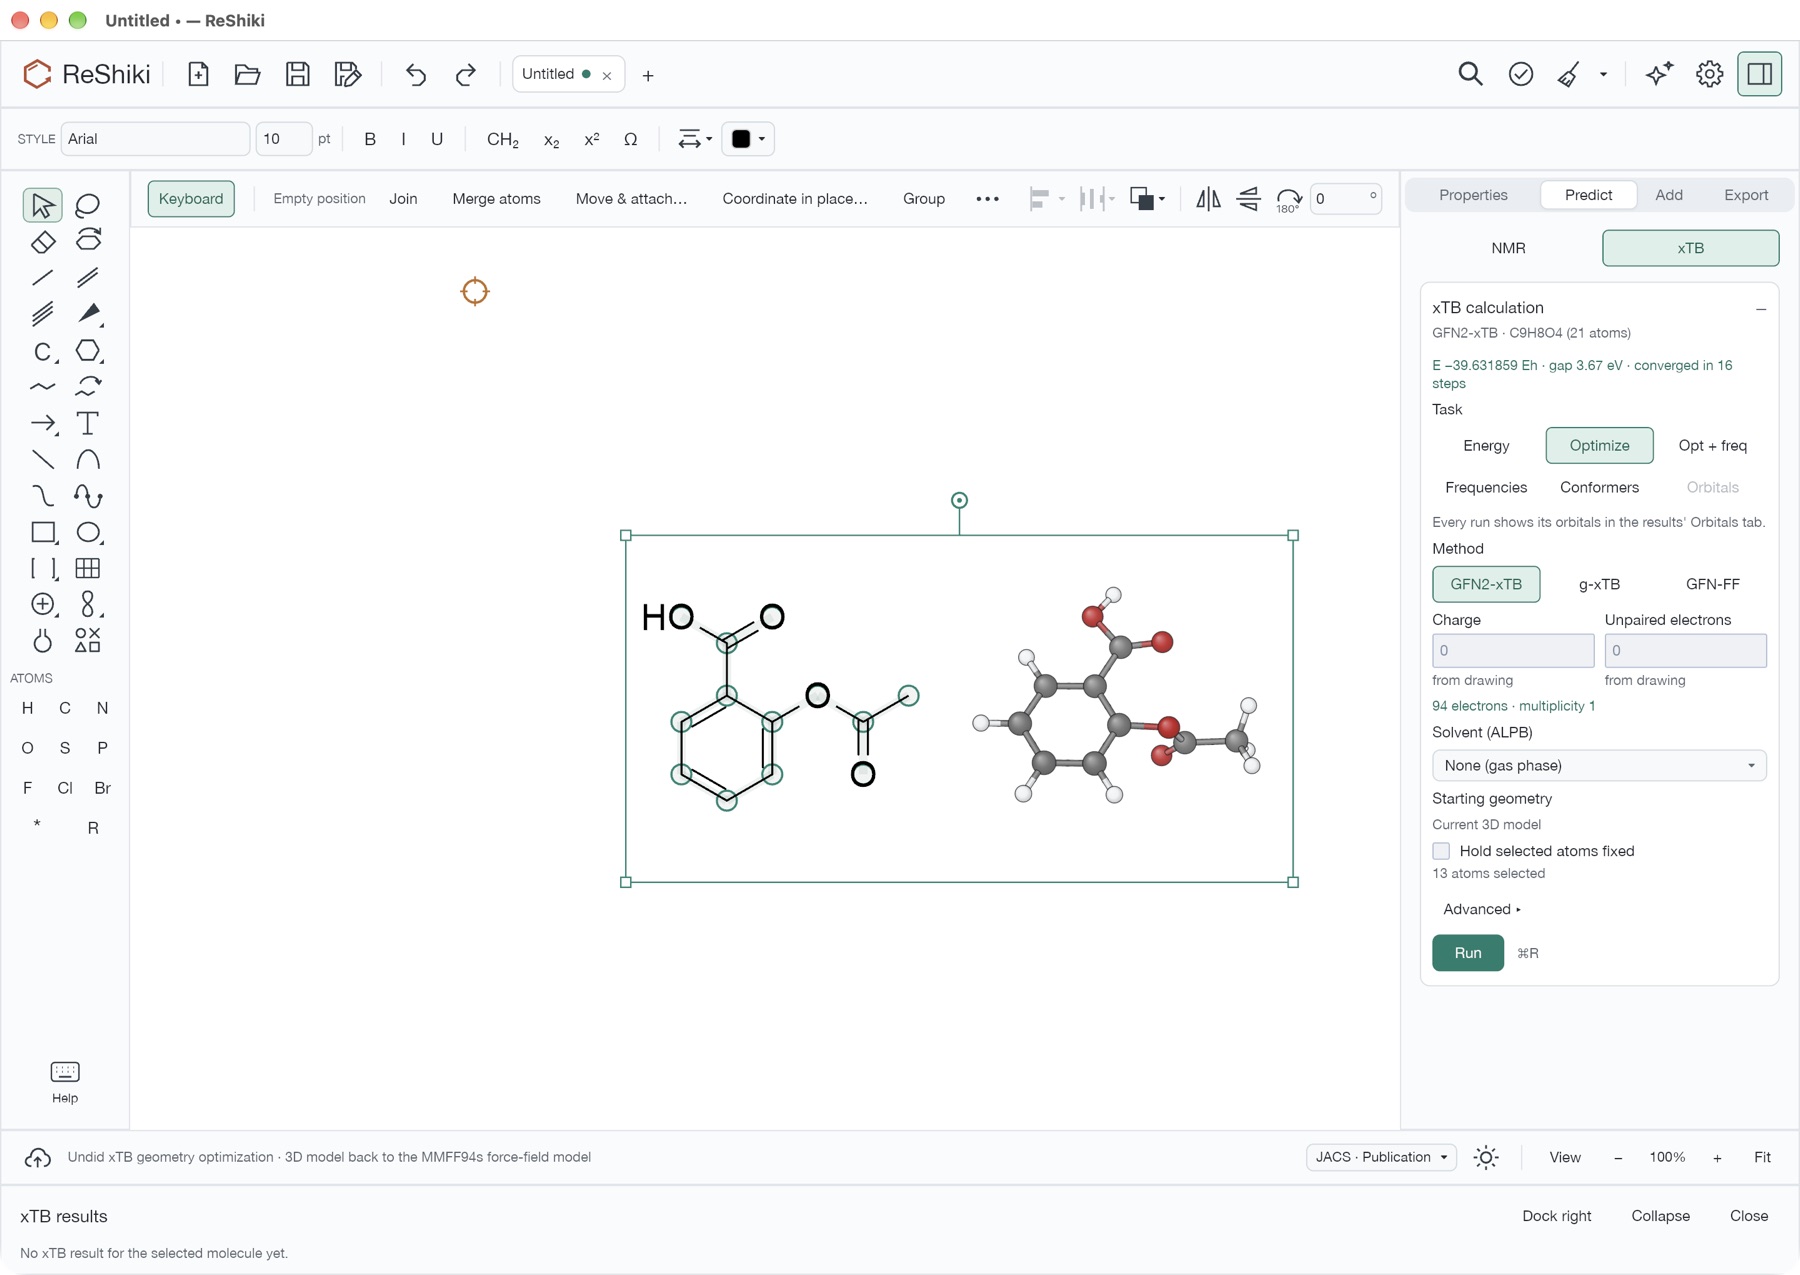 Untitled • — ReShiki
ReShiki
Untitled
STYLE
Arial
10
pt
B
I
U
CH₂
x₂
x²
Ω
Keyboard
Empty position
Join
Merge atoms
Move & attach...
Coordinate in place...
Group
180°
0 °
Properties
Predict
Add
Export
NMR
xTB
xTB calculation
GFN2-xTB · C9H8O4 (21 atoms)
E −39.631859 Eh · gap 3.67 eV · converged in 16
steps
Task
Energy
Optimize
Opt + freq
Frequencies
Conformers
Orbitals
Every run shows its orbitals in the results' Orbitals tab.
Method
GFN2-xTB
g-xTB
GFN-FF
Charge
Unpaired electrons
0
0
from drawing
from drawing
94 electrons · multiplicity 1
Solvent (ALPB)
None (gas phase)
Starting geometry
Current 3D model
Hold selected atoms fixed
13 atoms selected
Advanced
Run
⌘R
HO
O
O
O
C
T
ATOMS
H C N
O S P
F Cl Br
* R
Help
Undid xTB geometry optimization · 3D model back to the MMFF94s force-field model
JACS · Publication
View
−
100%
+
Fit
xTB results
Dock right
Collapse
Close
No xTB result for the selected molecule yet.